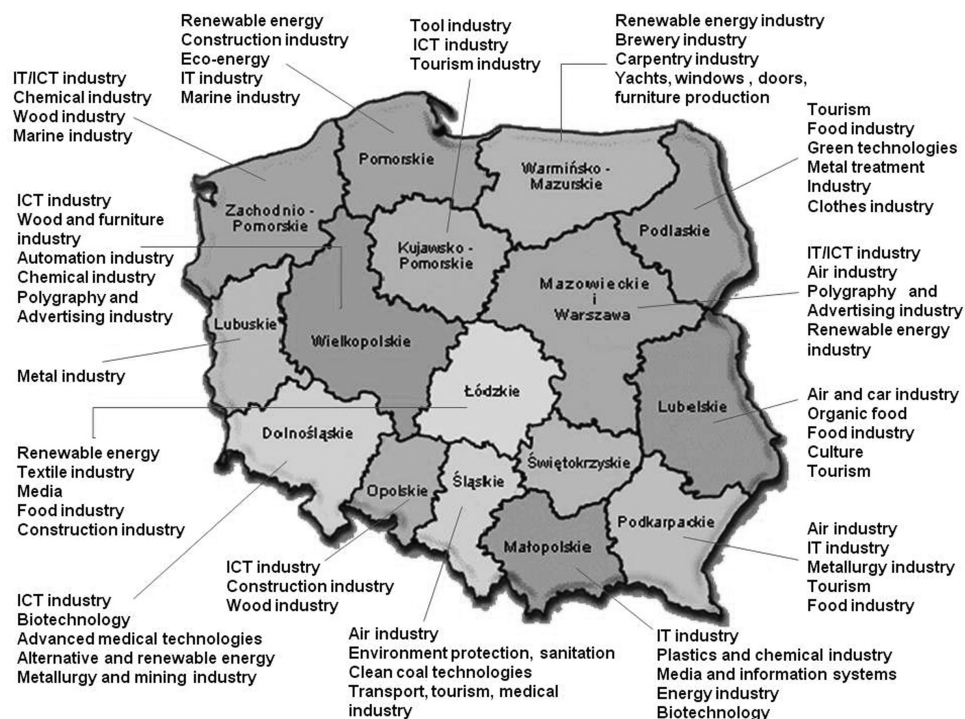 Renewable energy
Construction industry
Eco-energy
IT industry
Marine industry
Tool industry
ICT industry
Tourism industry
Renewable energy industry
Brewery industry
Carpentry industry
Yachts, windows , doors,
furniture production
IT/ICT industry
Chemical industry
Wood industry
Marine industry
Tourism
Food industry
Green technologies
Metal treatment
Industry
Clothes industry
Pomorskie
Warmińsko -
Mazurskie
Zachodnio -
Pomorskie
Kujawsko -
Pomorskie
Podlaskie
ICT industry
Wood and furniture
industry
Automation industry
Chemical industry
Polygraphy and
Advertising industry
IT/ICT industry
Air industry
Polygraphy and
Advertising industry
Renewable energy
industry
Mazowieckie
i
Warszawa
Lubuskie
Wielkopolskie
Metal industry
Łódzkie
Lubelskie
Air and car industry
Organic food
Food industry
Culture
Tourism
Dolnośląskie
Renewable energy
Textile industry
Media
Food industry
Construction industry
Opolskie
Śląskie
Świętokrzyskie
Małopolskie
Podkarpackie
Air industry
IT industry
Metallurgy industry
Tourism
Food industry
ICT industry
Construction industry
Wood industry
ICT industry
Biotechnology
Advanced medical technologies
Alternative and renewable energy
Metallurgy and mining industry
Air industry
Environment protection, sanitation
Clean coal technologies
Transport, tourism, medical
industry
IT industry
Plastics and chemical industry
Media and information systems
Energy industry
Biotechnology